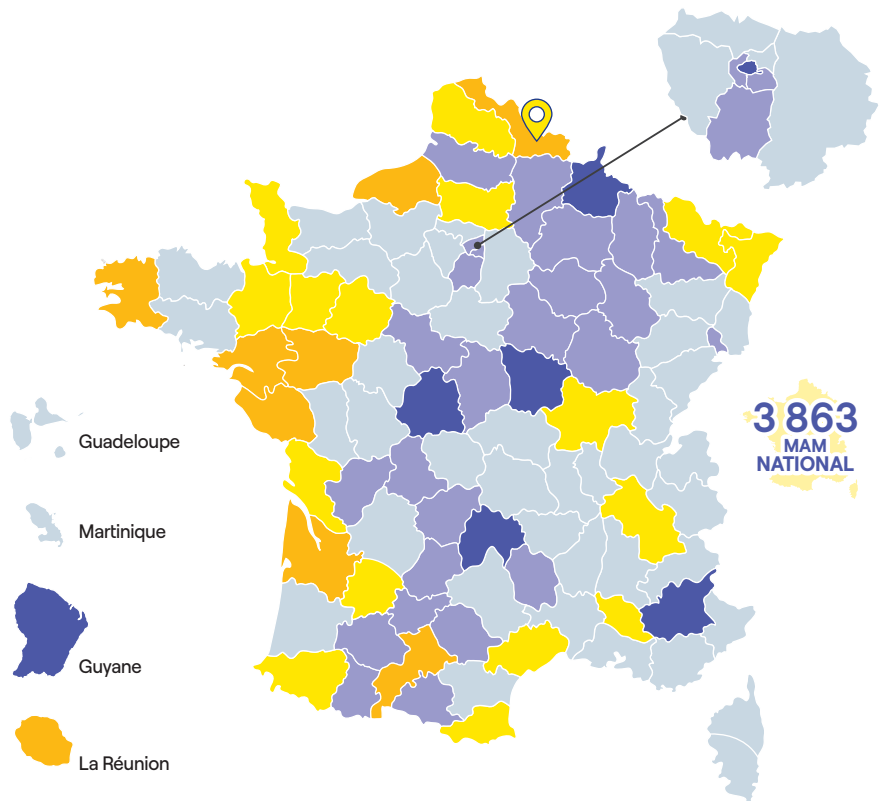 3 863
MAM
NATIONAL
Guadeloupe
Martinique
Guyane
La Réunion